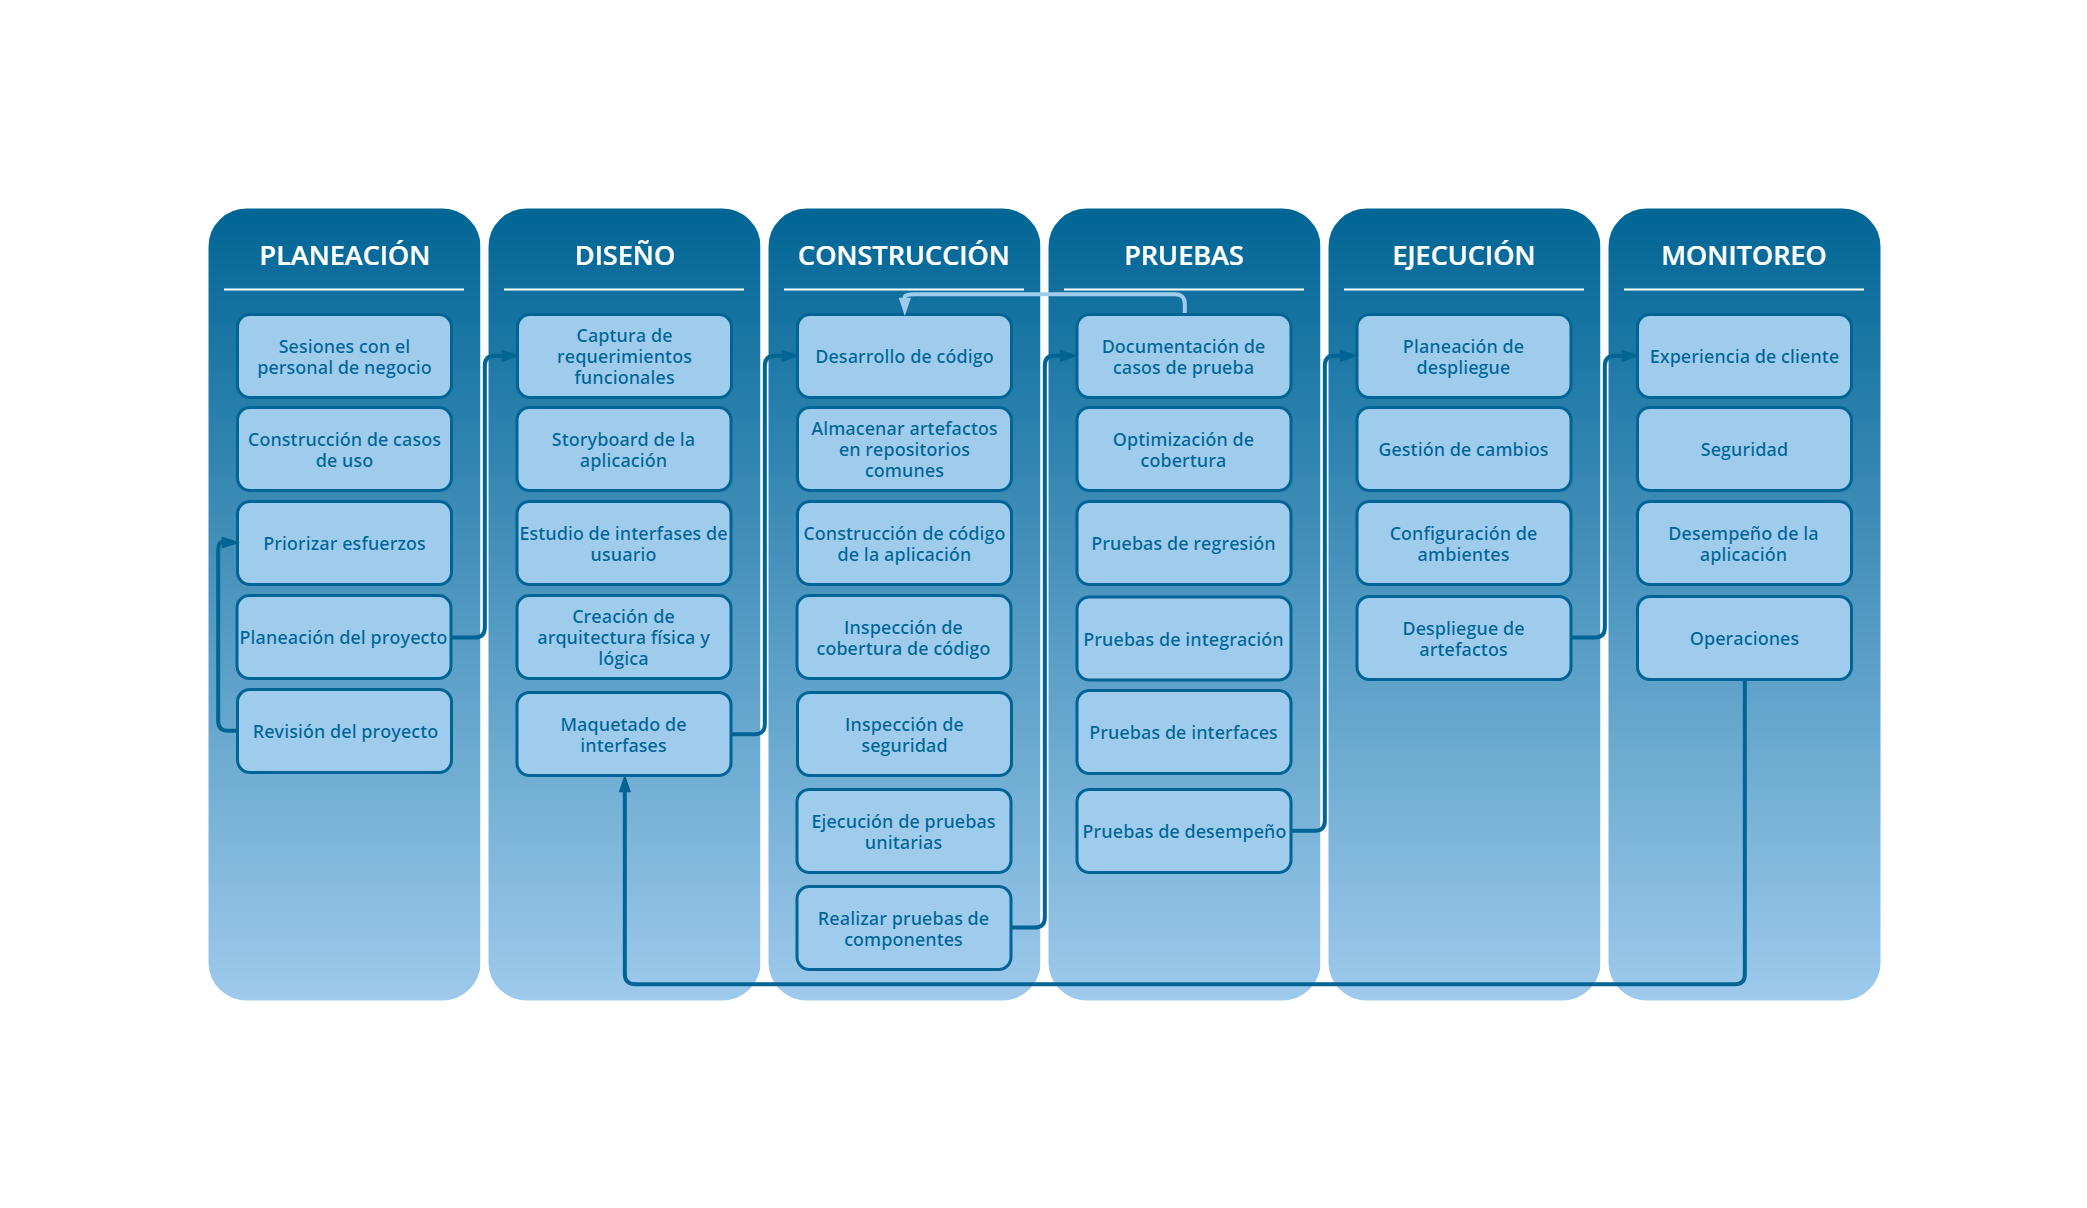 PLANEACIÓN
Sesiones con el
personal de negocio
Construcción de casos
de uso
Priorizar esfuerzos
Planeación del proyecto
Revisión del proyecto
DISEÑO
Captura de
requerimientos
funcionales
Storyboard de la
aplicación
Estudio de interfases de
usuario
Creación de
arquitectura física y
lógica
Maquetado de
interfases
CONSTRUCCIÓN
Desarrollo de código
Almacenar artefactos
en repositorios
comunes
Construcción de código
de la aplicación
Inspección de
cobertura de código
Inspección de
seguridad
Ejecución de pruebas
unitarias
Realizar pruebas de
componentes
PRUEBAS
Documentación de
casos de prueba
Optimización de
cobertura
Pruebas de regresión
Pruebas de integración
Pruebas de interfaces
Pruebas de desempeño
EJECUCIÓN
Planeación de
despliegue
Gestión de cambios
Configuración de
ambientes
Despliegue de
artefactos
MONITOREO
Experiencia de cliente
Seguridad
Desempeño de la
aplicación
Operaciones